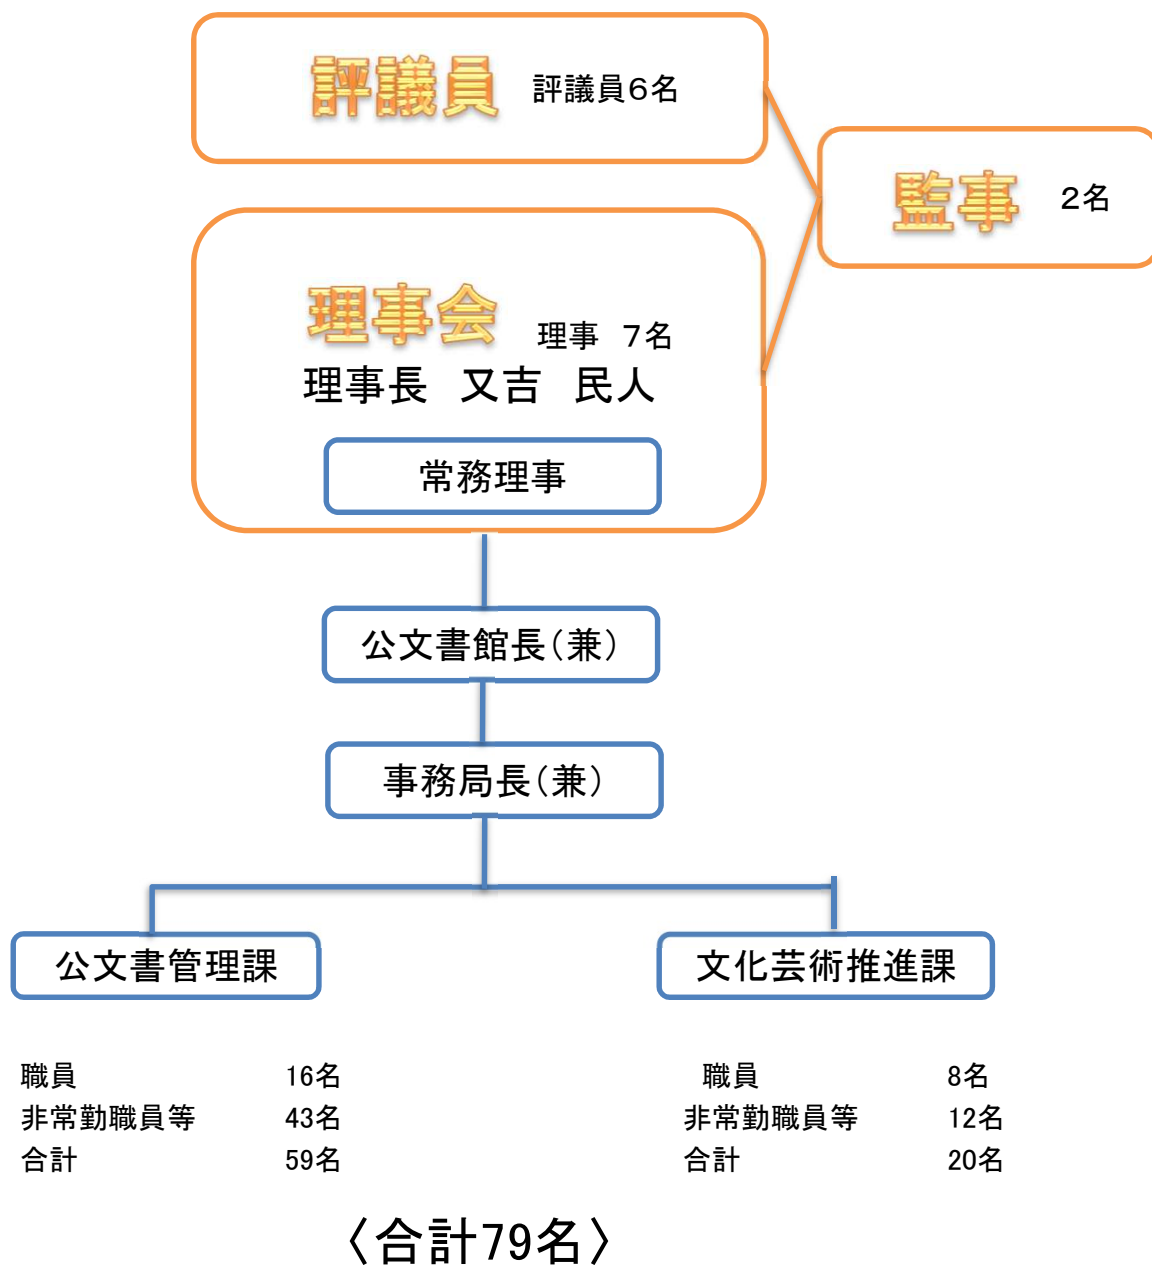 評議員 評議員6名
監事 2名
理事会 理事 7名
理事長 又吉 民人
常務理事
公文書館長(兼)
事務局長(兼)
公文書管理課
文化芸術推進課
職員 16名
非常勤職員等 43名
合計 59名
職員 8名
非常勤職員等 12名
合計 20名
〈合計79名〉